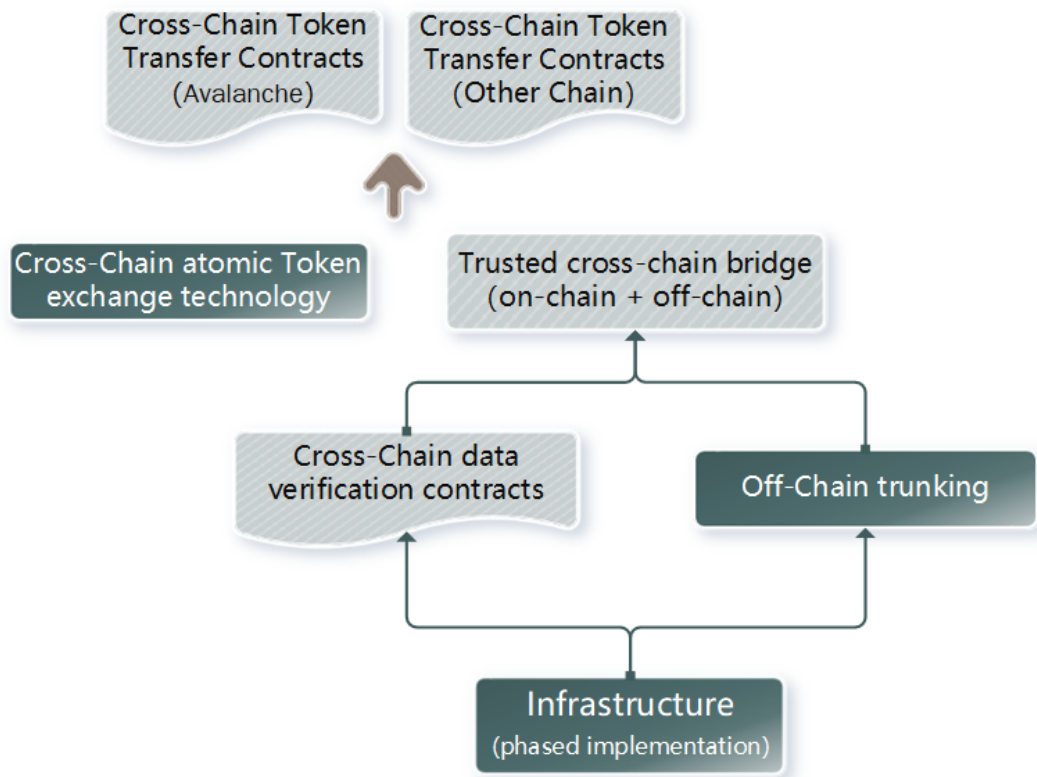 Cross-Chain Token
Transfer Contracts
(Avalanche)
Cross-Chain Token
Transfer Contracts
(Other Chain)
Cross-Chain atomic Token
exchange technology
Trusted cross-chain bridge
(on-chain + off-chain)
Cross-Chain data
verification contracts
Off-Chain trunking
Infrastructure
(phased implementation)